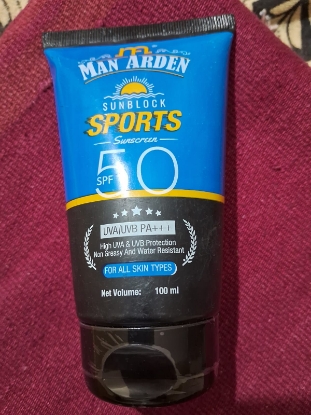 MAN ARDEN
SUNBLOCK
SPORTS
Sunscreen
SPF 50
UVA/UVB PA+++
High UVA & UVB Protection
Non Greasy And Water Resistant
FOR ALL SKIN TYPES
Net Volume: 100 ml